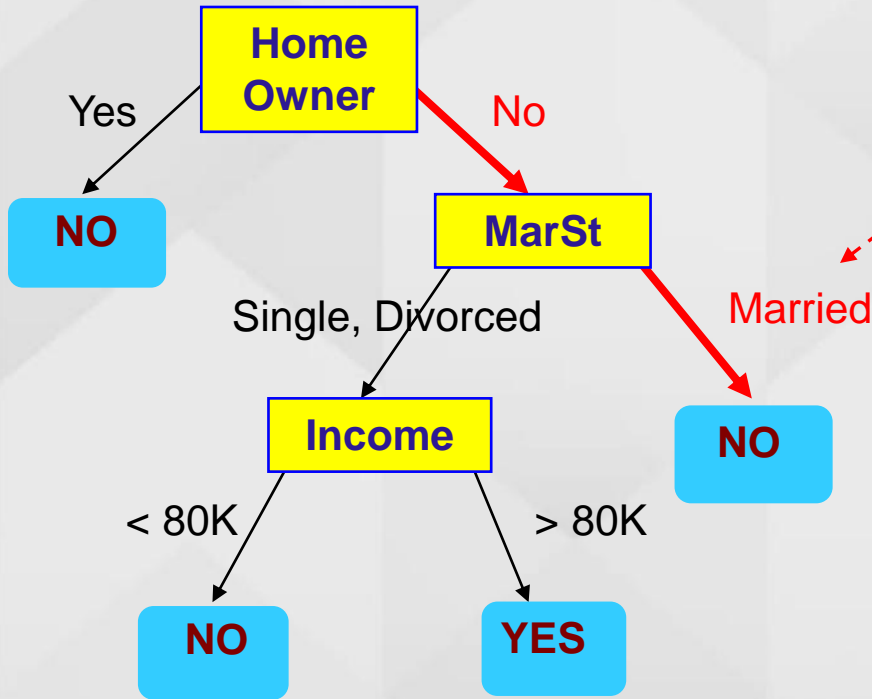 Home
Owner
Yes
No
NO
MarSt
Single, Divorced
Married
Income
NO
< 80K
> 80K
NO
YES